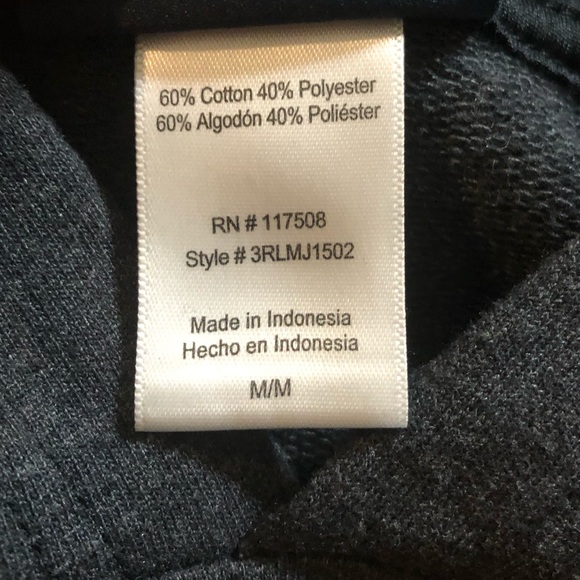 60% Cotton 40% Polyester
60% Algodón 40% Poliéster
RN # 117508
Style # 3RLMJ1502
Made in Indonesia
Hecho en Indonesia
M/M